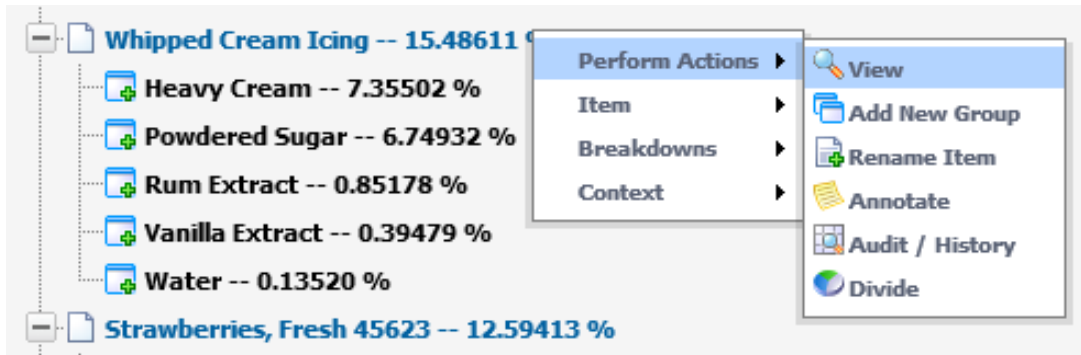 Whipped Cream Icing -- 15.48611
Heavy Cream -- 7.35502 %
Powdered Sugar -- 6.74932 %
Rum Extract -- 0.85178 %
Vanilla Extract -- 0.39479 %
Water -- 0.13520 %
Strawberries, Fresh 45623 -- 12.59413 %
Perform Actions
Item
Breakdowns
Context
View
Add New Group
Rename Item
Annotate
Audit / History
Divide